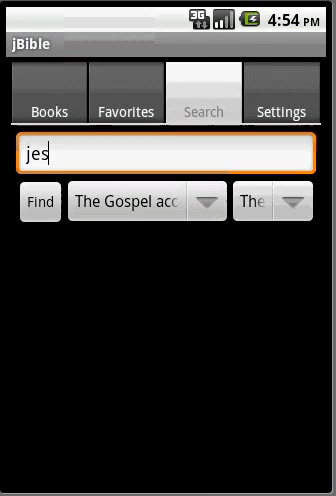 3G 4:54 PM
jBible
Books Favorites Search Settings
jes
Find The Gospel acc The